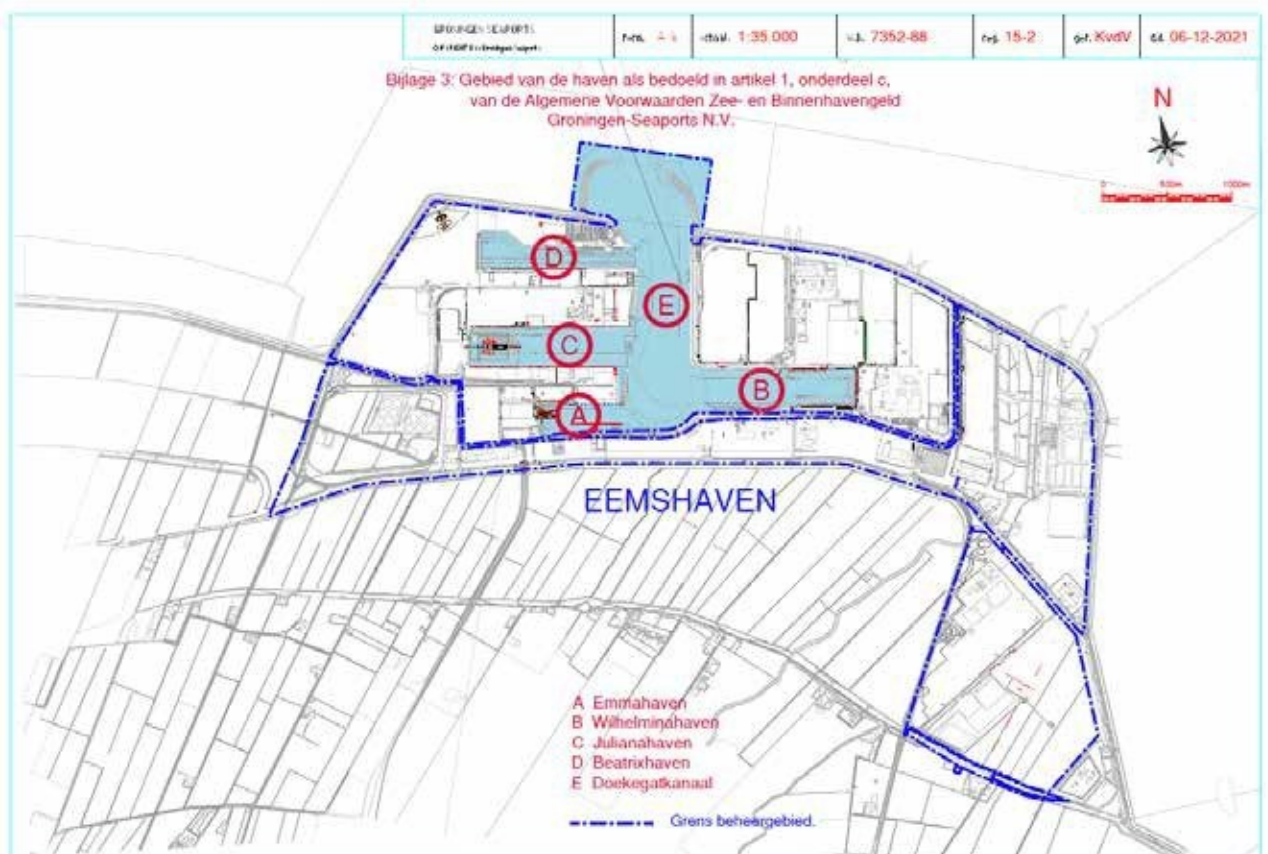 GRONINGEN SEAPORTS
1:35.000
7352-88
15-2
get. KvdV
dd. 06-12-2021
Bijlage 3: Gebied van de haven als bedoeld in artikel 1, onderdeel c,
van de Algemene Voorwaarden Zee- en Binnenhavengeld
Groningen-Seaports N.V.
N
0 500m 1000m
D
E
C
B
A
EEMSHAVEN
A Emmahaven
B Wilhelminahaven
C Julianahaven
D Beatrixhaven
E Doekegatkanaal
Grens beheergebied.